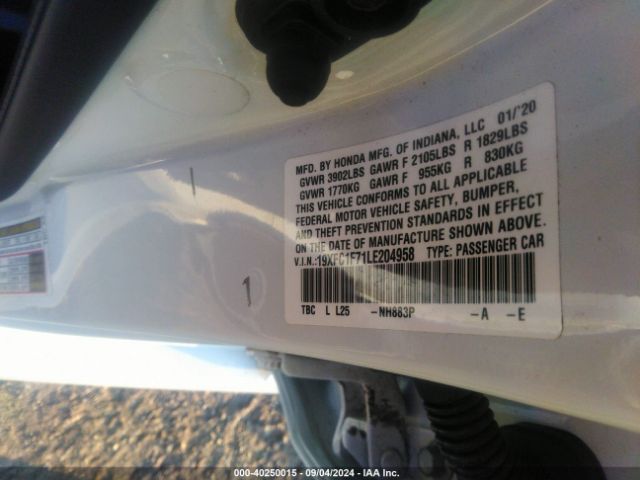 MFD. BY HONDA MFG. OF INDIANA, LLC 01/'20
GVWR 3902LBS GAWR F 2105LBS R 1829LBS
GVWR 1770KG GAWR F 955KG R 830KG
THIS VEHICLE CONFORMS TO ALL APPLICABLE
FEDERAL MOTOR VEHICLE SAFETY, BUMPER,
AND THEFT PREVENTION STANDARDS IN EFFECT
ON THE DATE OF MANUFACTURE SHOWN ABOVE.
V.I.N.:19XFC1F71LE204958 TYPE: PASSENGER CAR
TBC L L25 -NH883P -A -E
1
000-40250015 - 09/04/2024 - IAA Inc.